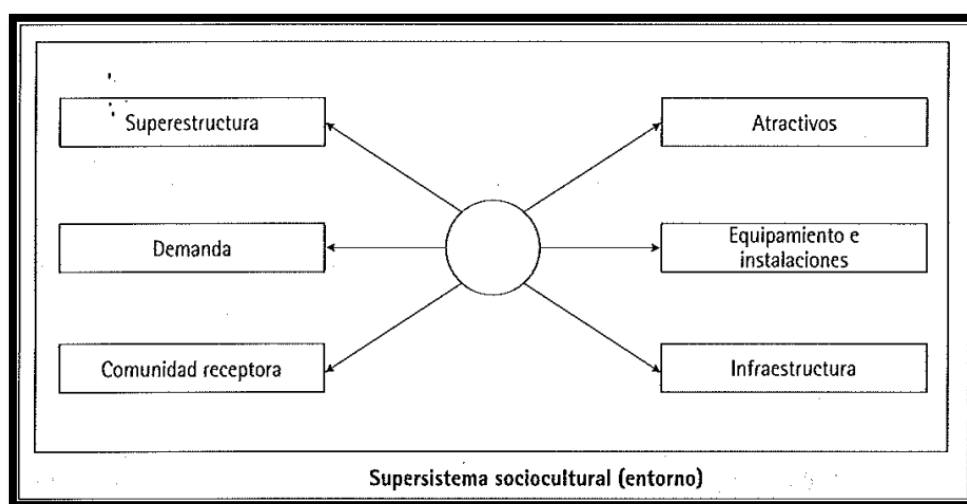 Superestructura
Atractivos
Demanda
Equipamiento e
instalaciones
Comunidad receptora
Infraestructura
Supersistema sociocultural (entorno)